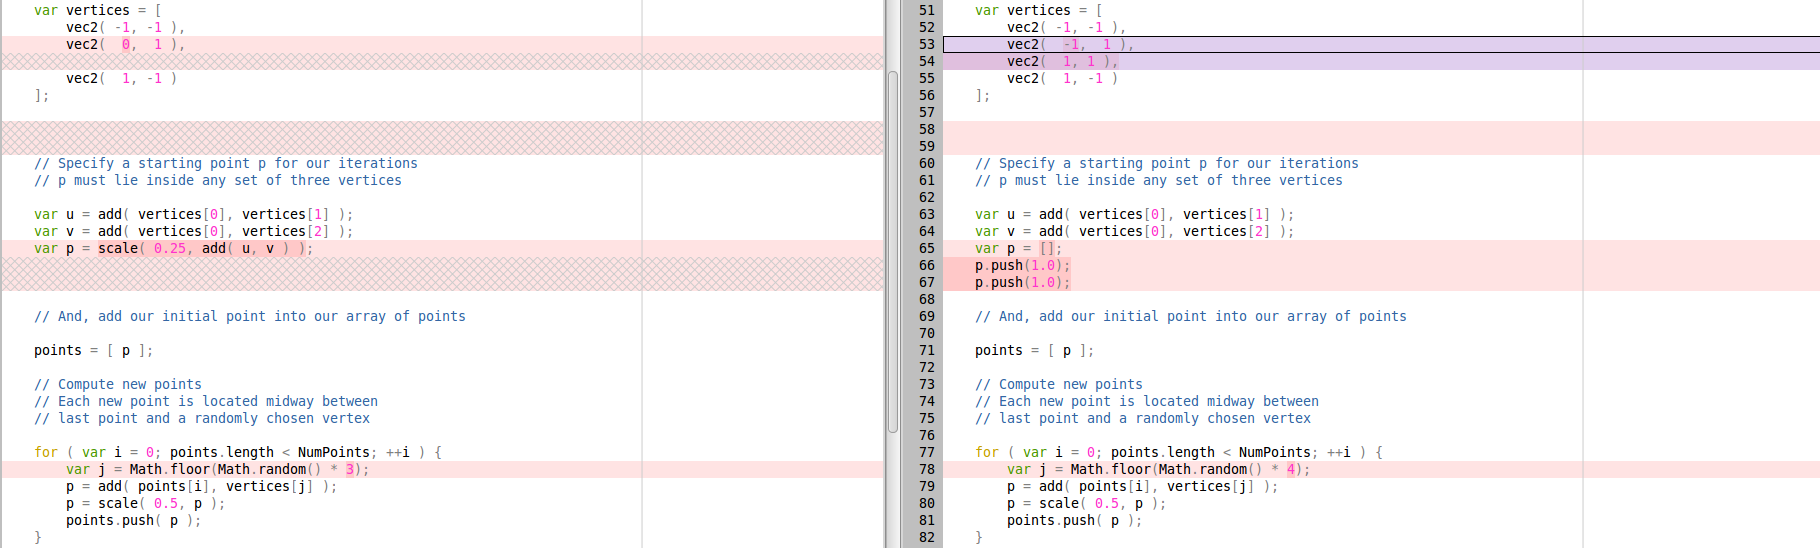 var vertices = [
vec2( -1, -1 ),
vec2(  0,  1 ),
vec2(  1, -1 )
];
// Specify a starting point p for our iterations
// p must lie inside any set of three vertices
var u = add( vertices[0], vertices[1] );
var v = add( vertices[0], vertices[2] );
var p = scale( 0.25, add( u, v ) );
// And, add our initial point into our array of points
points = [ p ];
// Compute new points
// Each new point is located midway between
// last point and a randomly chosen vertex
for ( var i = 0; points.length < NumPoints; ++i ) {
var j = Math.floor(Math.random() * 3);
p = add( points[i], vertices[j] );
p = scale( 0.5, p );
points.push( p );
}
51 var vertices = [
52 vec2( -1, -1 ),
53 vec2(  -1,  1 ),
54 vec2(  1, 1 ),
55 vec2(  1, -1 )
56 ];
57
58
59
60 // Specify a starting point p for our iterations
61 // p must lie inside any set of three vertices
62
63 var u = add( vertices[0], vertices[1] );
64 var v = add( vertices[0], vertices[2] );
65 var p = [];
66 p.push(1.0);
67 p.push(1.0);
68
69 // And, add our initial point into our array of points
70
71 points = [ p ];
72
73 // Compute new points
74 // Each new point is located midway between
75 // last point and a randomly chosen vertex
76
77 for ( var i = 0; points.length < NumPoints; ++i ) {
78 var j = Math.floor(Math.random() * 4);
79 p = add( points[i], vertices[j] );
80 p = scale( 0.5, p );
81 points.push( p );
82 }